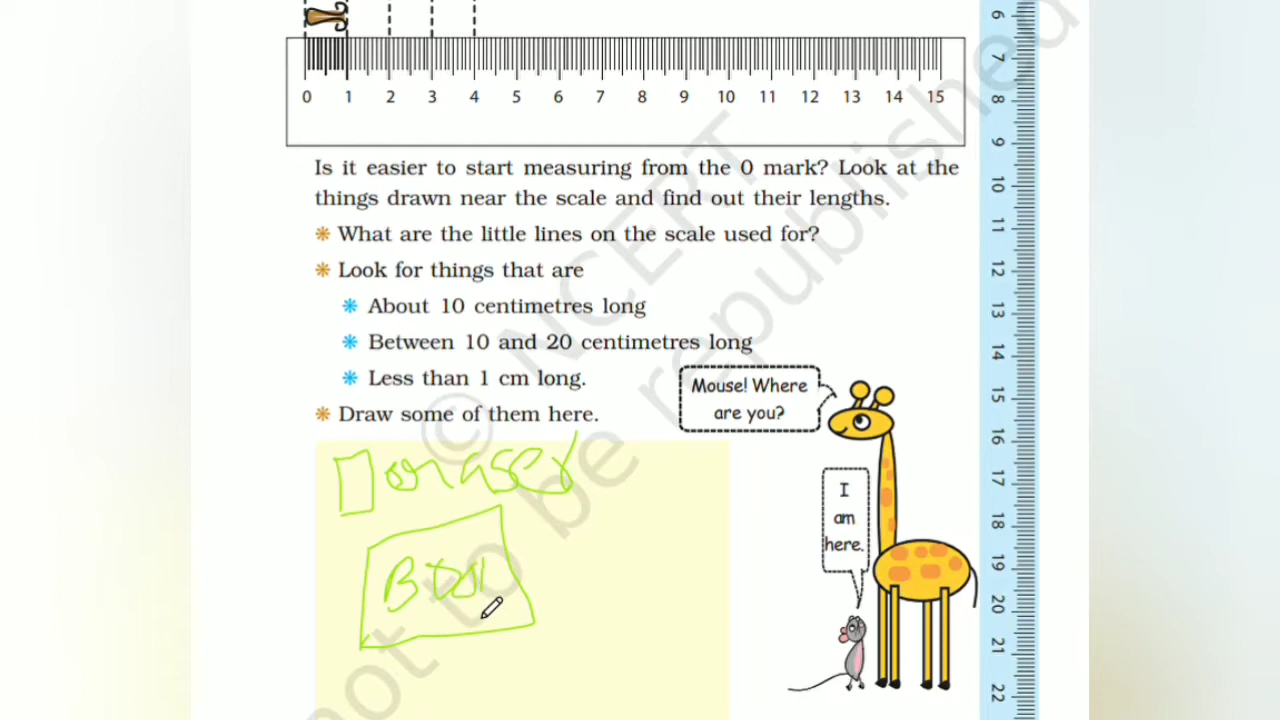 6
0 1 2 3 4 5 6 7 8 9 10 11 12 13 14 15
7
8
9
10
11
12
13
14
15
16
17
18
19
20
21
22
Is it easier to start measuring from the 0 mark? Look at the
things drawn near the scale and find out their lengths.
What are the little lines on the scale used for?
Look for things that are
About 10 centimetres long
Between 10 and 20 centimetres long
Less than 1 cm long.
Draw some of them here.
Mouse! Where
are you?
I
am
here.
eraser
© NCERT
not to be republished